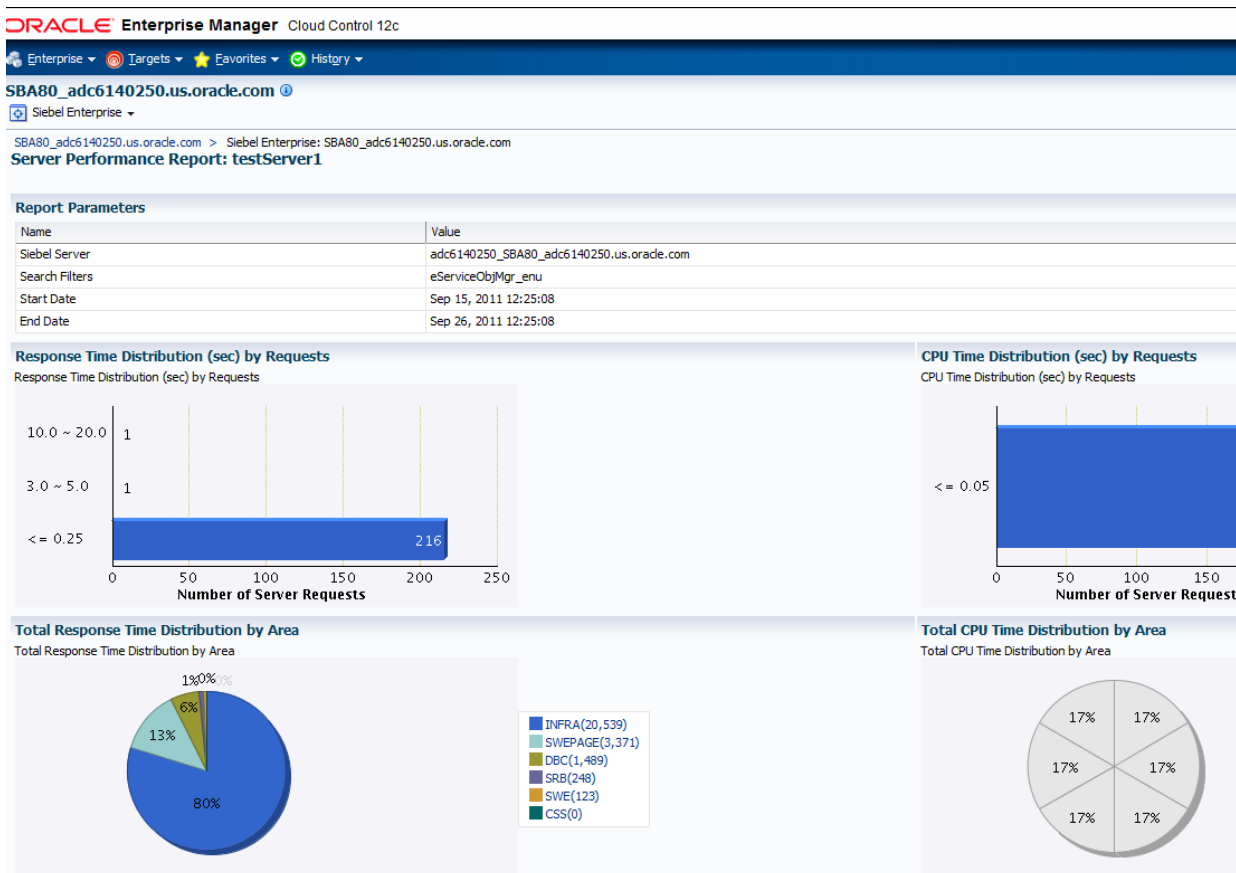 ORACLE Enterprise Manager Cloud Control 12c
Enterprise Targets Favorites History
SBA80_adc6140250.us.oracle.com
Siebel Enterprise
SBA80_adc6140250.us.oracle.com > Siebel Enterprise: SBA80_adc6140250.us.oracle.com
Server Performance Report: testServer1
Report Parameters
Name Value
Siebel Server adc6140250_SBA80_adc6140250.us.oracle.com
Search Filters eServiceObjMgr_enu
Start Date Sep 15, 2011 12:25:08
End Date Sep 26, 2011 12:25:08
Response Time Distribution (sec) by Requests
Response Time Distribution (sec) by Requests
10.0 ~ 20.0 1
3.0 ~ 5.0 1
<= 0.25 216
0 50 100 150 200 250
Number of Server Requests
CPU Time Distribution (sec) by Requests
CPU Time Distribution (sec) by Requests
<= 0.05
0 50 100 150
Number of Server Request
Total Response Time Distribution by Area
Total Response Time Distribution by Area
1% 0% 0%
6%
13%
80%
INFRA(20,539)
SWEPAGE(3,371)
DBC(1,489)
SRB(248)
SWE(123)
CSS(0)
Total CPU Time Distribution by Area
Total CPU Time Distribution by Area
17% 17%
17% 17%
17% 17%